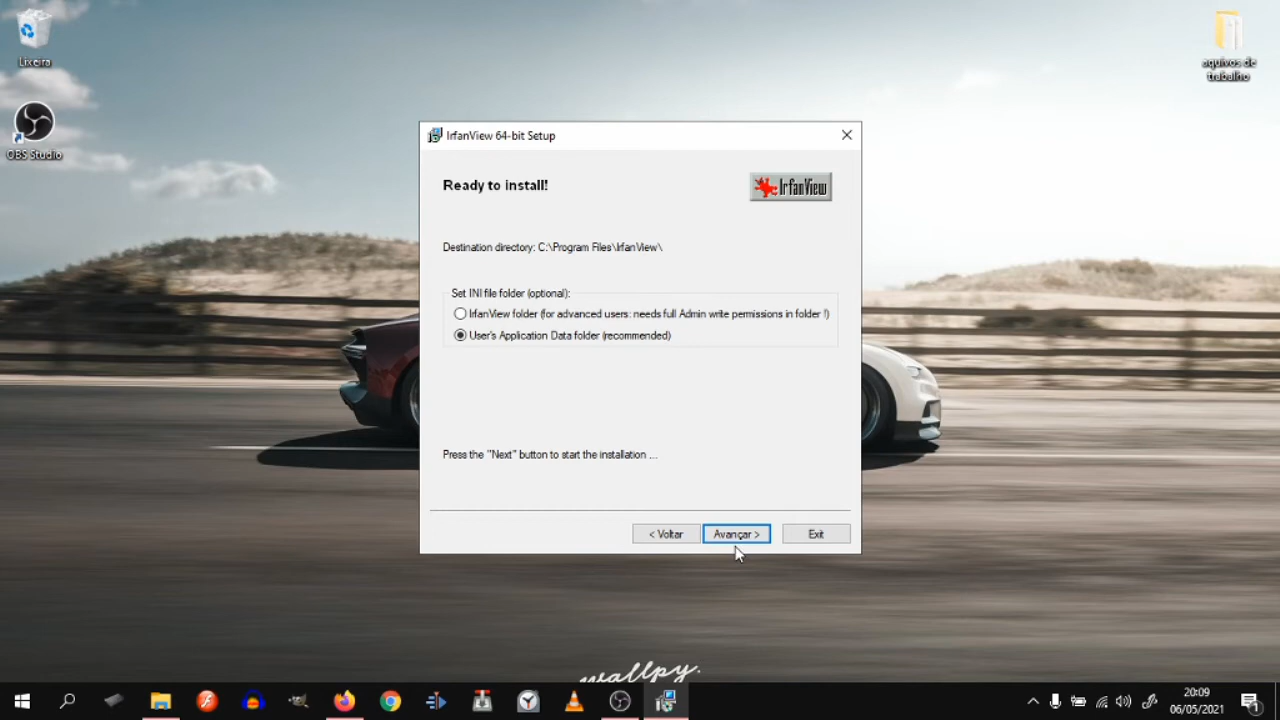 Lixeira
OBS Studio
aquivos de
trabalho
IrfanView 64-bit Setup
Ready to install!
IrfanView
Destination directory: C:\Program Files\IrfanView\
Set INI file folder (optional):
IrfanView folder (for advanced users: needs full Admin write permissions in folder !)
User's Application Data folder (recommended)
Press the "Next" button to start the installation ...
< Voltar
Avançar >
Exit
wallpy.
20:09
06/05/2021
1